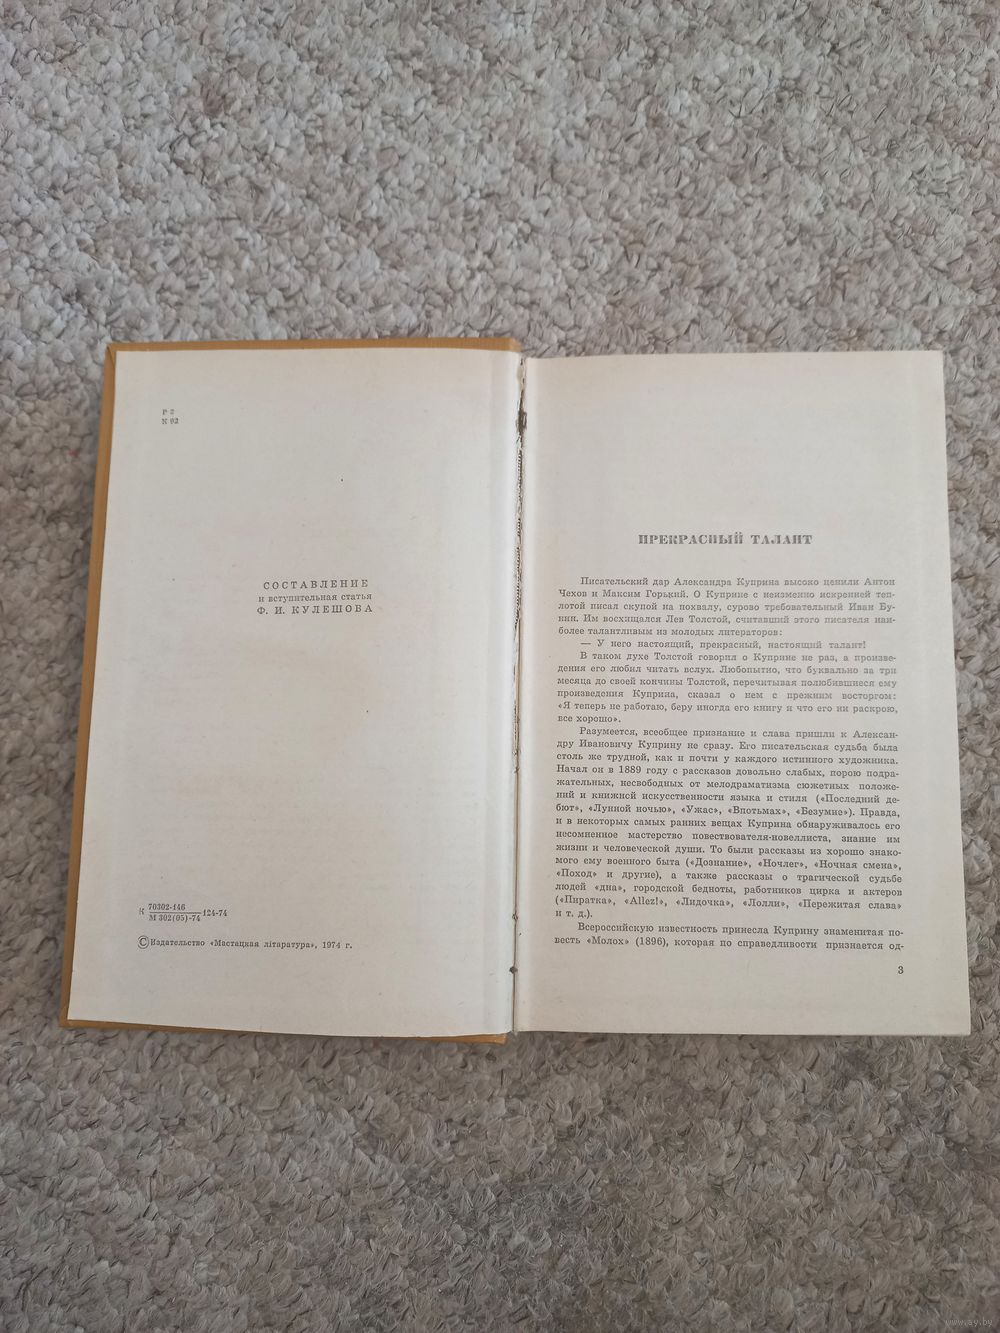 Р 2
К 92
СОСТАВЛЕНИЕ
и вступительная статья
Ф. И. КУЛЕШОВА
К 70302-146
М 302(05)-74 124-74
© Издательство «Мастацкая літаратура», 1974 г.
ПРЕКРАСНЫЙ ТАЛАНТ
Писательский дар Александра Куприна высоко ценили Антон
Чехов и Максим Горький. О Куприне с неизменно искренней теп-
лотой писал скупой на похвалу, сурово требовательный Иван Бу-
нин. Им восхищался Лев Толстой, считавший этого писателя наи-
более талантливым из молодых литераторов:
— У него настоящий, прекрасный, настоящий талант!
В таком духе Толстой говорил о Куприне не раз, а произве-
дения его любил читать вслух. Любопытно, что буквально за три
месяца до своей кончины Толстой, перечитывая полюбившиеся ему
произведения Куприна, сказал о нем с прежним восторгом:
«Я теперь не работаю, беру иногда его книгу и что его ни раскрою,
все хорошо».
Разумеется, всеобщее признание и слава пришли к Алексан-
дру Ивановичу Куприну не сразу. Его писательская судьба была
столь же трудной, как и почти у каждого истинного художника.
Начал он в 1889 году с рассказов довольно слабых, порою подра-
жательных, несвободных от мелодраматизма сюжетных положе-
ний и книжной искусственности языка и стиля («Последний де-
бют», «Лунной ночью», «Ужас», «Впотьмах», «Безумие»). Правда,
и в некоторых самых ранних вещах Куприна обнаруживалось его
несомненное мастерство повествователя-новеллиста, знание им
жизни и человеческой души. То были рассказы из хорошо знако-
мого ему военного быта («Дознание», «Ночлег», «Ночная смена»,
«Поход» и другие), а также рассказы о трагической судьбе
людей «дна», городской бедноты, работников цирка и актеров
(«Пиратка», «Allez!», «Лидочка», «Лолли», «Пережитая слава»
и т. д.).
Всероссийскую известность принесла Куприну знаменитая по-
весть «Молох» (1896), которая по справедливости признается од-
3
www.ay.by